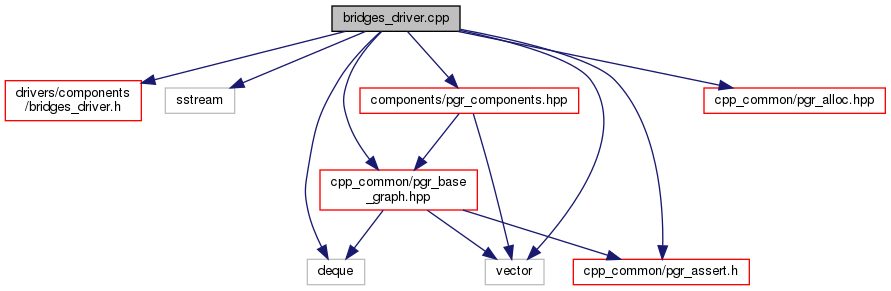 bridges_driver.cpp
drivers/components
/bridges_driver.h
sstream
components/pgr_components.hpp
cpp_common/pgr_alloc.hpp
cpp_common/pgr_base
_graph.hpp
deque
vector
cpp_common/pgr_assert.h